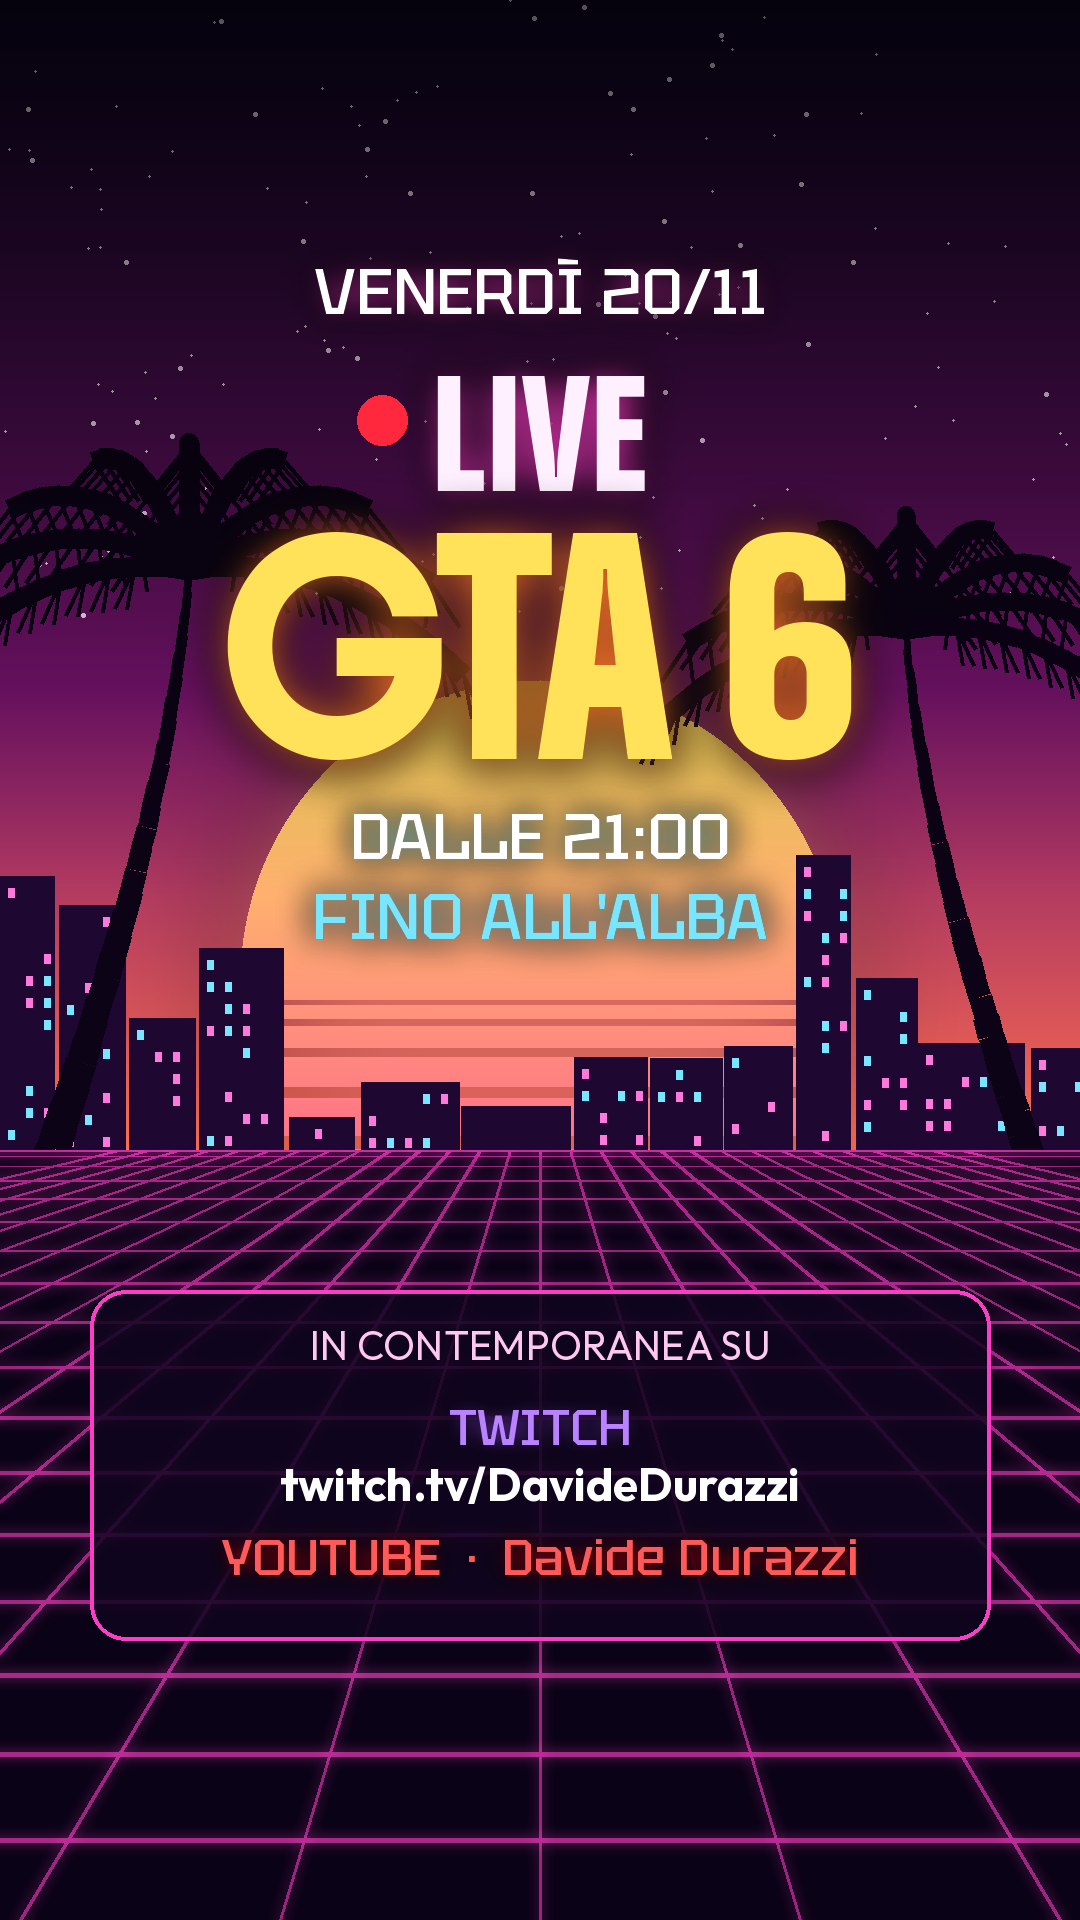 VENERDÌ 20/11
LIVE
GTA 6
DALLE 21:00
FINO ALL'ALBA
IN CONTEMPORANEA SU
TWITCH
twitch.tv/DavideDurazzi
YOUTUBE · Davide Durazzi